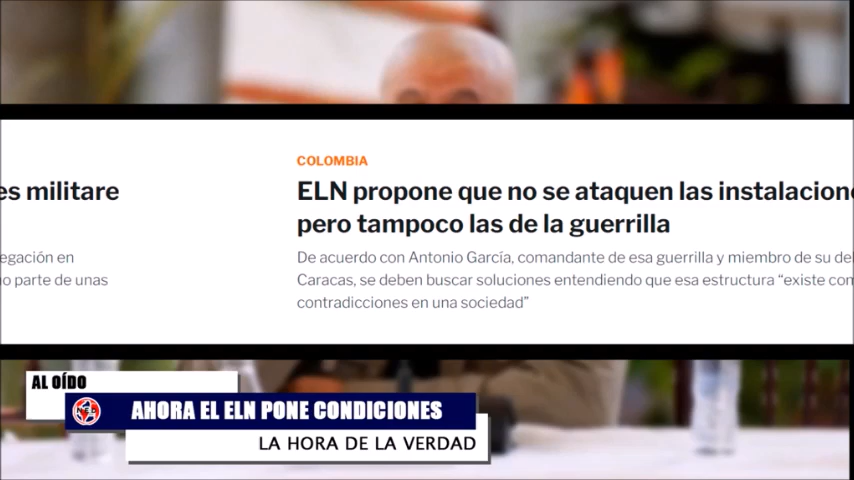 COLOMBIA
es militare
ELN propone que no se ataquen las instalacione
pero tampoco las de la guerrilla
egación en
De acuerdo con Antonio García, comandante de esa guerrilla y miembro de su de
o parte de unas
Caracas, se deben buscar soluciones entendiendo que esa estructura “existe com
contradicciones en una sociedad”
AL OÍDO
NED
AHORA EL ELN PONE CONDICIONES
LA HORA DE LA VERDAD